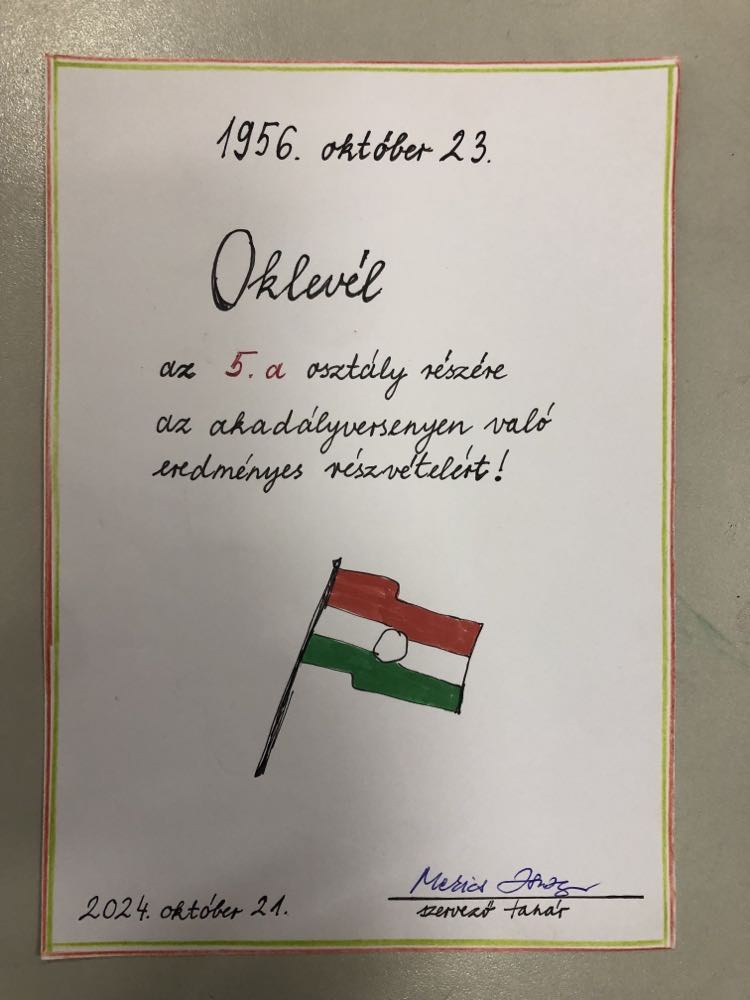 1956. október 23.
Oklevél
az 5. a osztály részére
az akadályversenyen való
eredményes részvételért!
2024. október 21.
szervező tanár